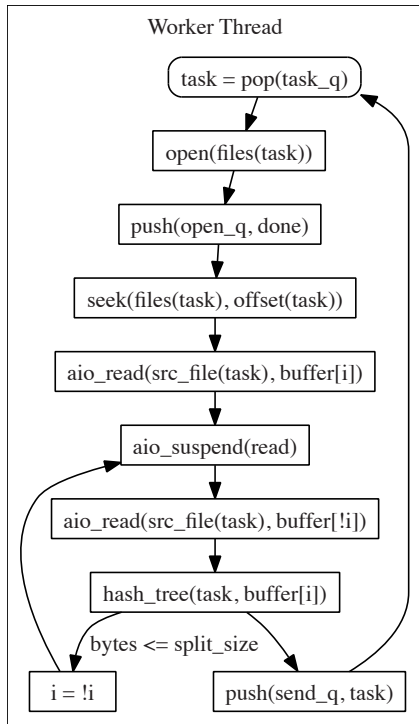 Worker Thread
task = pop(task_q)
open(files(task))
push(open_q, done)
seek(files(task), offset(task))
aio_read(src_file(task), buffer[i])
aio_suspend(read)
aio_read(src_file(task), buffer[!i])
hash_tree(task, buffer[i])
bytes <= split_size
i = !i
push(send_q, task)